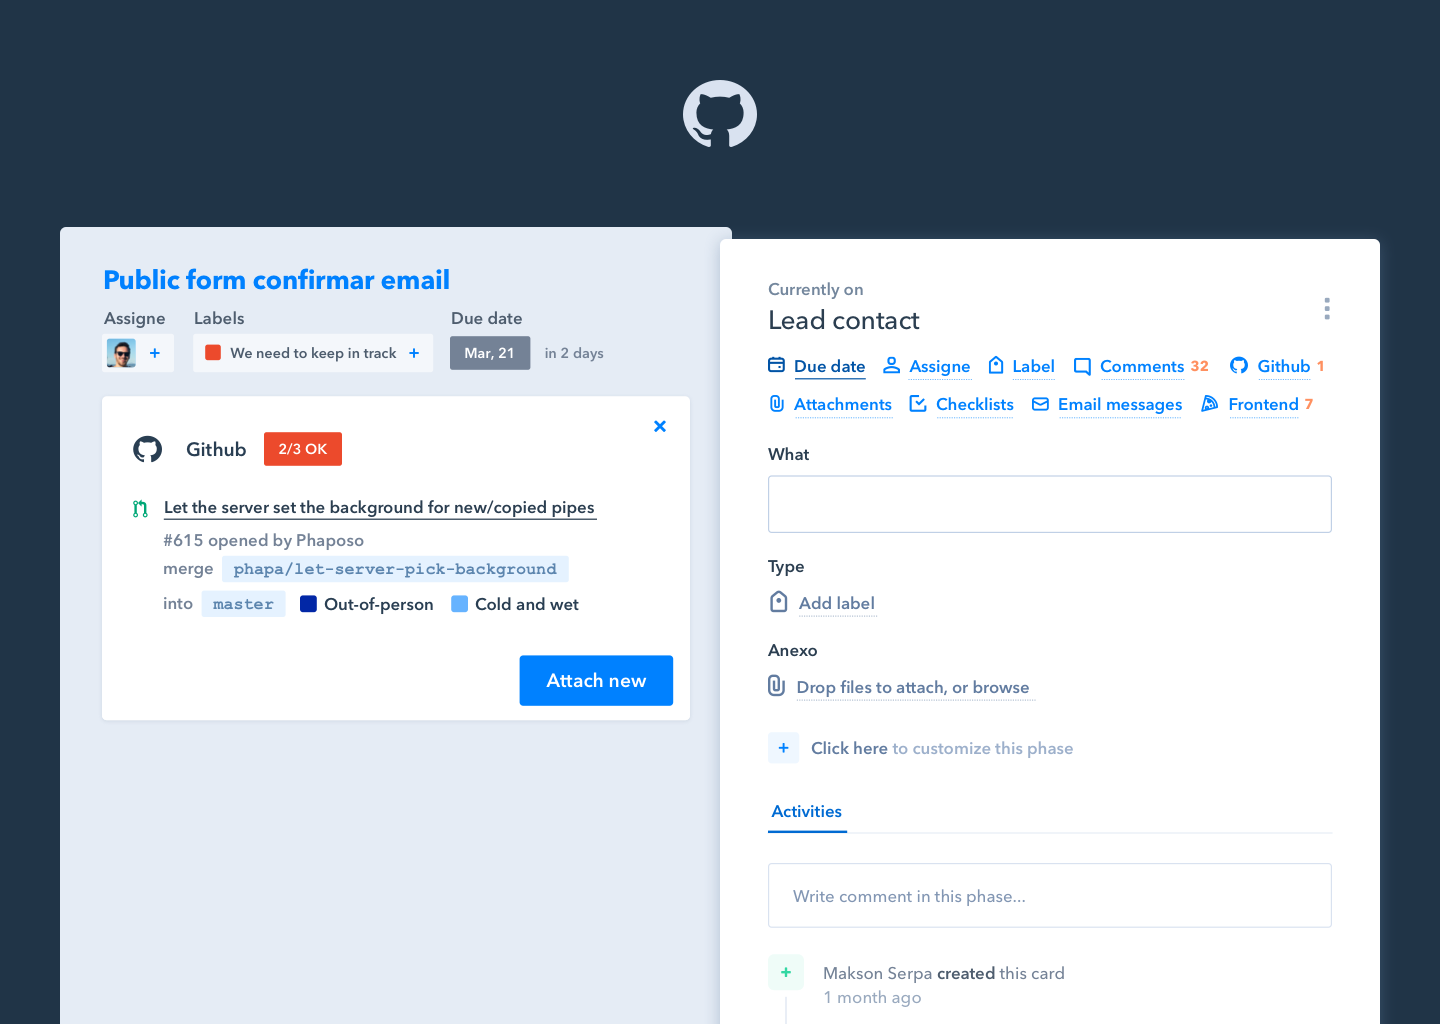 Public form confirmar email
Assigne
Labels
Due date
We need to keep in track
Mar, 21
in 2 days
Github
2/3 OK
Let the server set the background for new/copied pipes
#615 opened by Phaposo
merge phapa/let-server-pick-background
into master Out-of-person Cold and wet
Attach new
Currently on
Lead contact
Due date Assigne Label Comments 32 Github 1
Attachments Checklists Email messages Frontend 7
What
Type
Add label
Anexo
Drop files to attach, or browse
Click here to customize this phase
Activities
Write comment in this phase...
Makson Serpa created this card
1 month ago